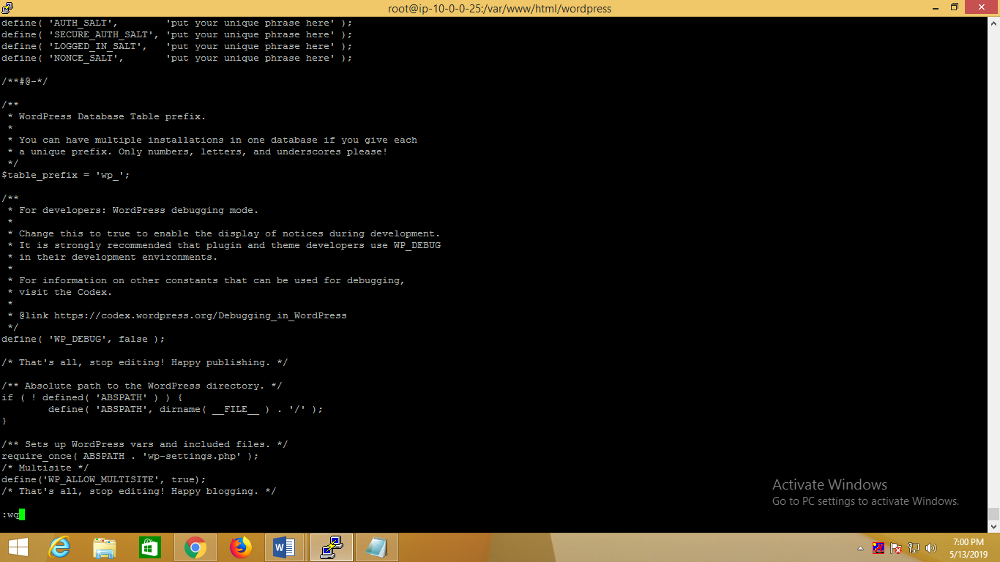 root@ip-10-0-0-25:/var/www/html/wordpress
define( 'AUTH_SALT',        'put your unique phrase here' );
define( 'SECURE_AUTH_SALT', 'put your unique phrase here' );
define( 'LOGGED_IN_SALT',   'put your unique phrase here' );
define( 'NONCE_SALT',       'put your unique phrase here' );
/**#@-*/
/**
 * WordPress Database Table prefix.
 *
 * You can have multiple installations in one database if you give each
 * a unique prefix. Only numbers, letters, and underscores please!
 */
$table_prefix = 'wp_';
/**
 * For developers: WordPress debugging mode.
 *
 * Change this to true to enable the display of notices during development.
 * It is strongly recommended that plugin and theme developers use WP_DEBUG
 * in their development environments.
 *
 * For information on other constants that can be used for debugging,
 * visit the Codex.
 *
 * @link https://codex.wordpress.org/Debugging_in_WordPress
 */
define( 'WP_DEBUG', false );
/* That's all, stop editing! Happy publishing. */
/** Absolute path to the WordPress directory. */
if ( ! defined( 'ABSPATH' ) ) {
        define( 'ABSPATH', dirname( __FILE__ ) . '/' );
}
/** Sets up WordPress vars and included files. */
require_once( ABSPATH . 'wp-settings.php' );
/* Multisite */
define('WP_ALLOW_MULTISITE', true);
/* That's all, stop editing! Happy blogging. */
:wq
Activate Windows
Go to PC settings to activate Windows.
7:00 PM
5/13/2019